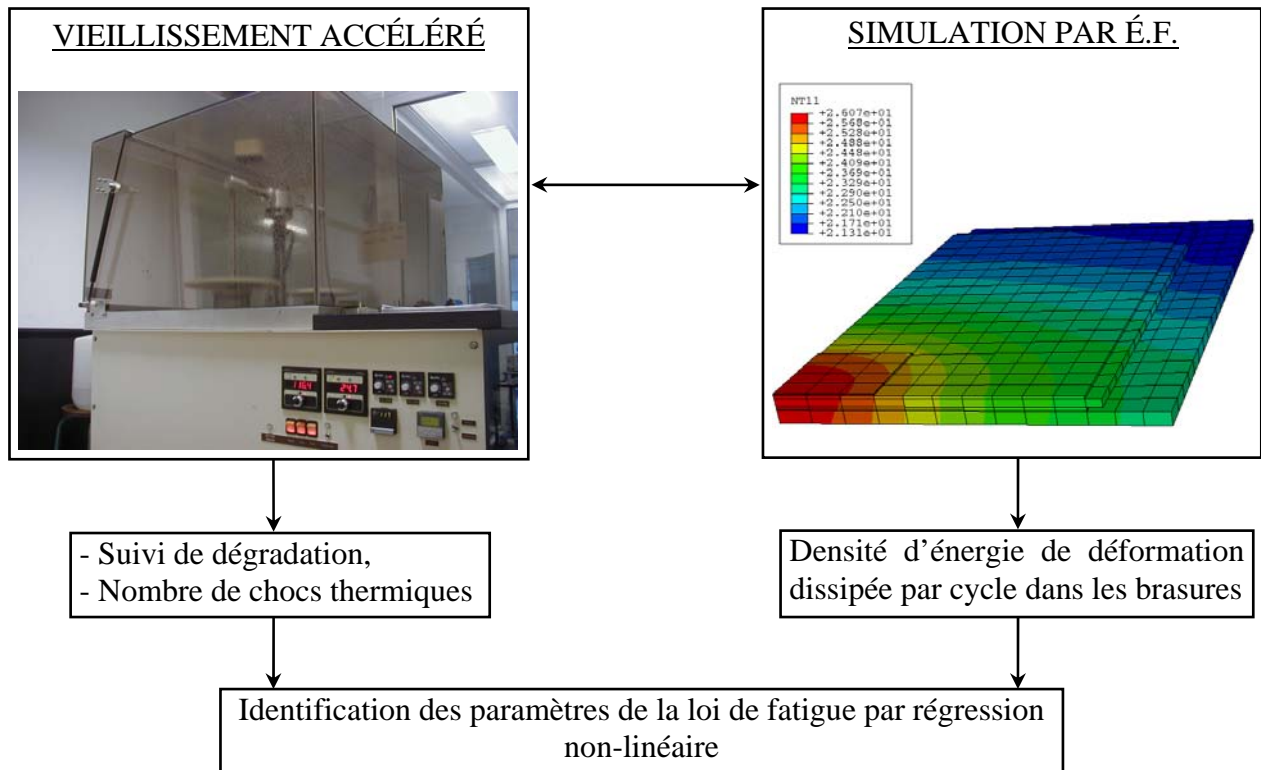 VIEILLISSEMENT ACCÉLÉRÉ
SIMULATION PAR É.F.
NT11
+2.607e+01
+2.568e+01
+2.528e+01
+2.488e+01
+2.448e+01
+2.409e+01
+2.369e+01
+2.329e+01
+2.290e+01
+2.250e+01
+2.210e+01
+2.171e+01
+2.131e+01
- Suivi de dégradation,
- Nombre de chocs thermiques
Densité d’énergie de déformation
dissipée par cycle dans les brasures
Identification des paramètres de la loi de fatigue par régression
non-linéaire